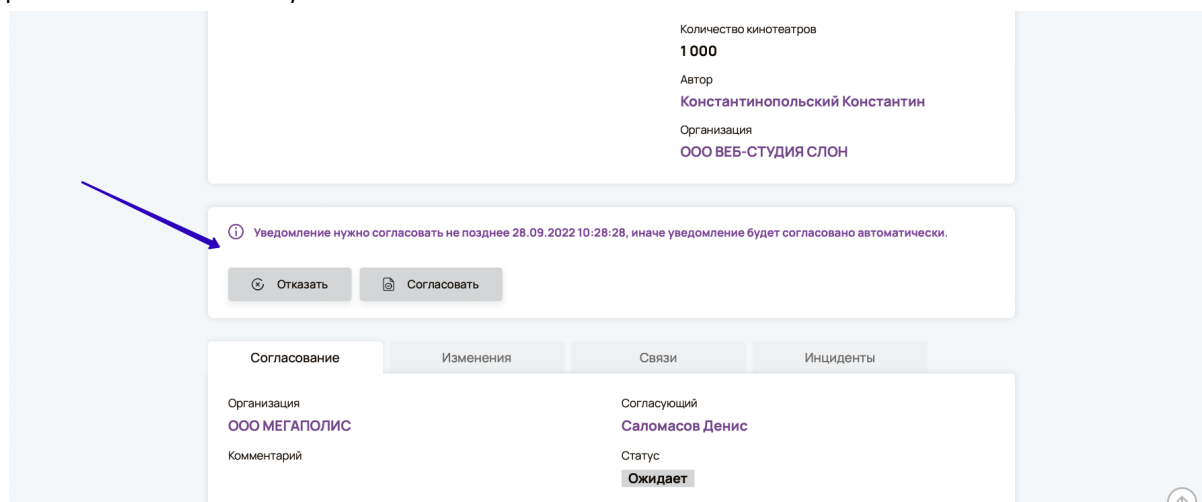 Количество кинотеатров
1 000
Автор
Константинопольский Константин
Организация
ООО ВЕБ-СТУДИЯ СЛОН
Уведомление нужно согласовать не позднее 28.09.2022 10:28:28, иначе уведомление будет согласовано автоматически.
Отказать Согласовать
Согласование Изменения Связи Инциденты
Организация Согласующий
ООО МЕГАПОЛИС Саломасов Денис
Комментарий Статус
Ожидает